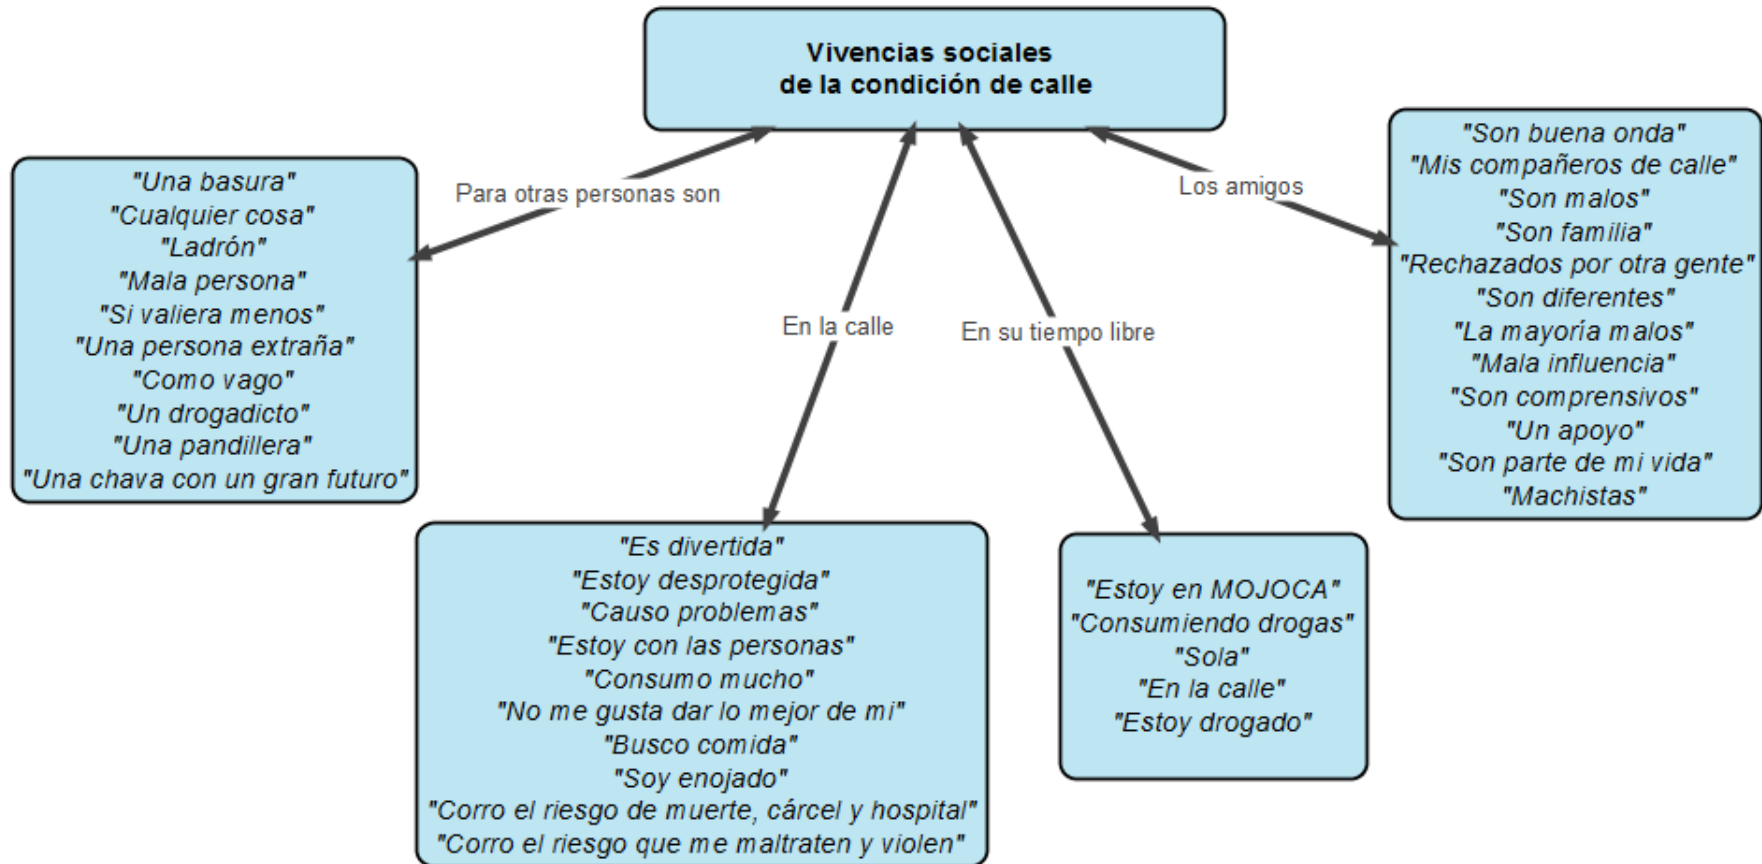 Vivencias sociales
de la condición de calle
Para otras personas son
"Una basura"
"Cualquier cosa"
"Ladrón"
"Mala persona"
"Si valiera menos"
"Una persona extraña"
"Como vago"
"Un drogadicto"
"Una pandillera"
"Una chava con un gran futuro"
En la calle
"Es divertida"
"Estoy desprotegida"
"Causo problemas"
"Estoy con las personas"
"Consumo mucho"
"No me gusta dar lo mejor de mi"
"Busco comida"
"Soy enojado"
"Corro el riesgo de muerte, cárcel y hospital"
"Corro el riesgo que me maltraten y violen"
En su tiempo libre
"Estoy en MOJOCA"
"Consumiendo drogas"
"Sola"
"En la calle"
"Estoy drogado"
Los amigos
"Son buena onda"
"Mis compañeros de calle"
"Son malos"
"Son familia"
"Rechazados por otra gente"
"Son diferentes"
"La mayoría malos"
"Mala influencia"
"Son comprensivos"
"Un apoyo"
"Son parte de mi vida"
"Machistas"